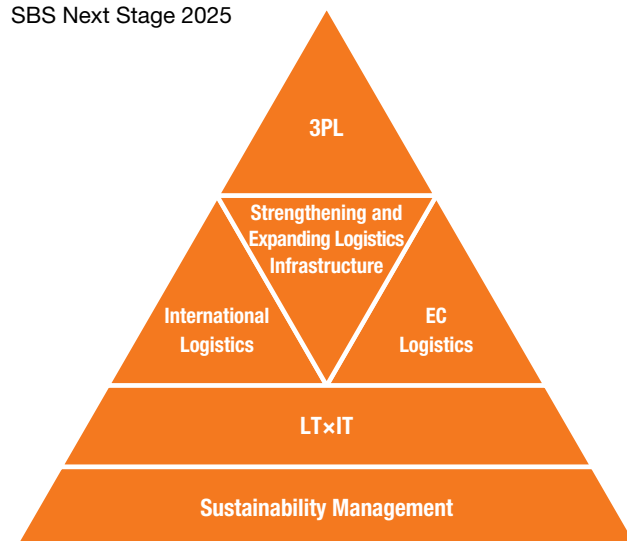 SBS Next Stage 2025
3PL
Strengthening and
Expanding Logistics
Infrastructure
International
Logistics
EC
Logistics
LT×IT
Sustainability Management